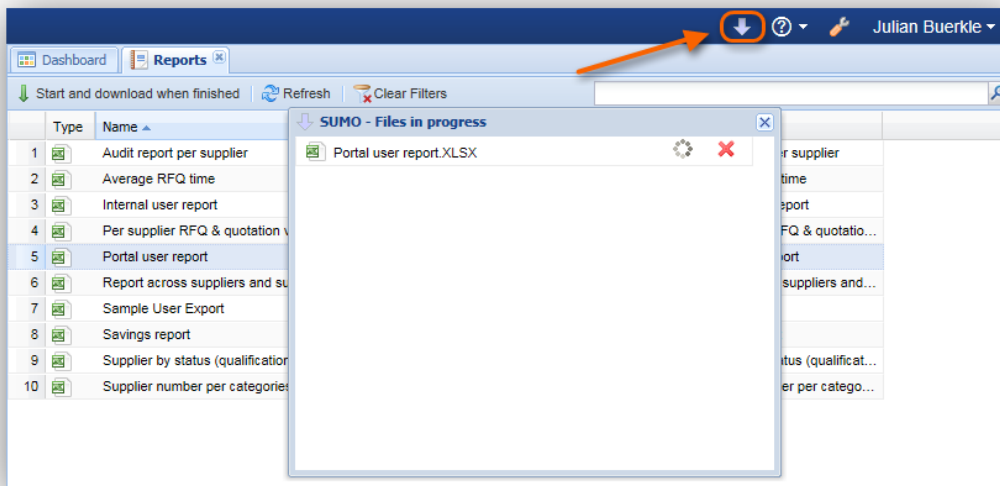 Julian Buerkle
Dashboard Reports
Start and download when finished Refresh Clear Filters
Type Name
SUMO - Files in progress
Portal user report.XLSX
1 Audit report per supplier r supplier
2 Average RFQ time time
3 Internal user report eport
4 Per supplier RFQ & quotation v FQ & quotatio...
5 Portal user report ort
6 Report across suppliers and su suppliers and...
7 Sample User Export
8 Savings report
9 Supplier by status (qualification tus (qualificat...
10 Supplier number per categories er per catego...